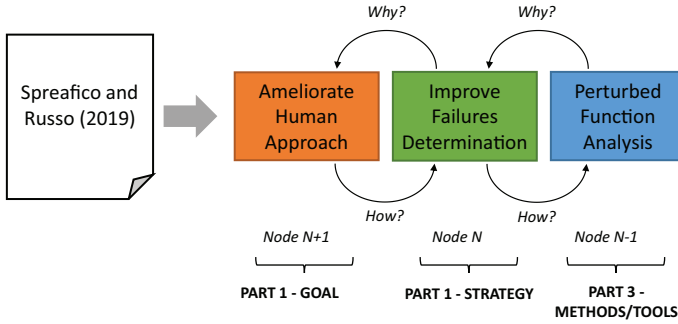 Why?
Why?
Spreafico and
Russo (2019)
Ameliorate
Human
Approach
Improve
Failures
Determination
Perturbed
Function
Analysis
How?
How?
Node N+1
Node N
Node N-1
PART 1 - GOAL
PART 1 - STRATEGY
PART 3 -
METHODS/TOOLS